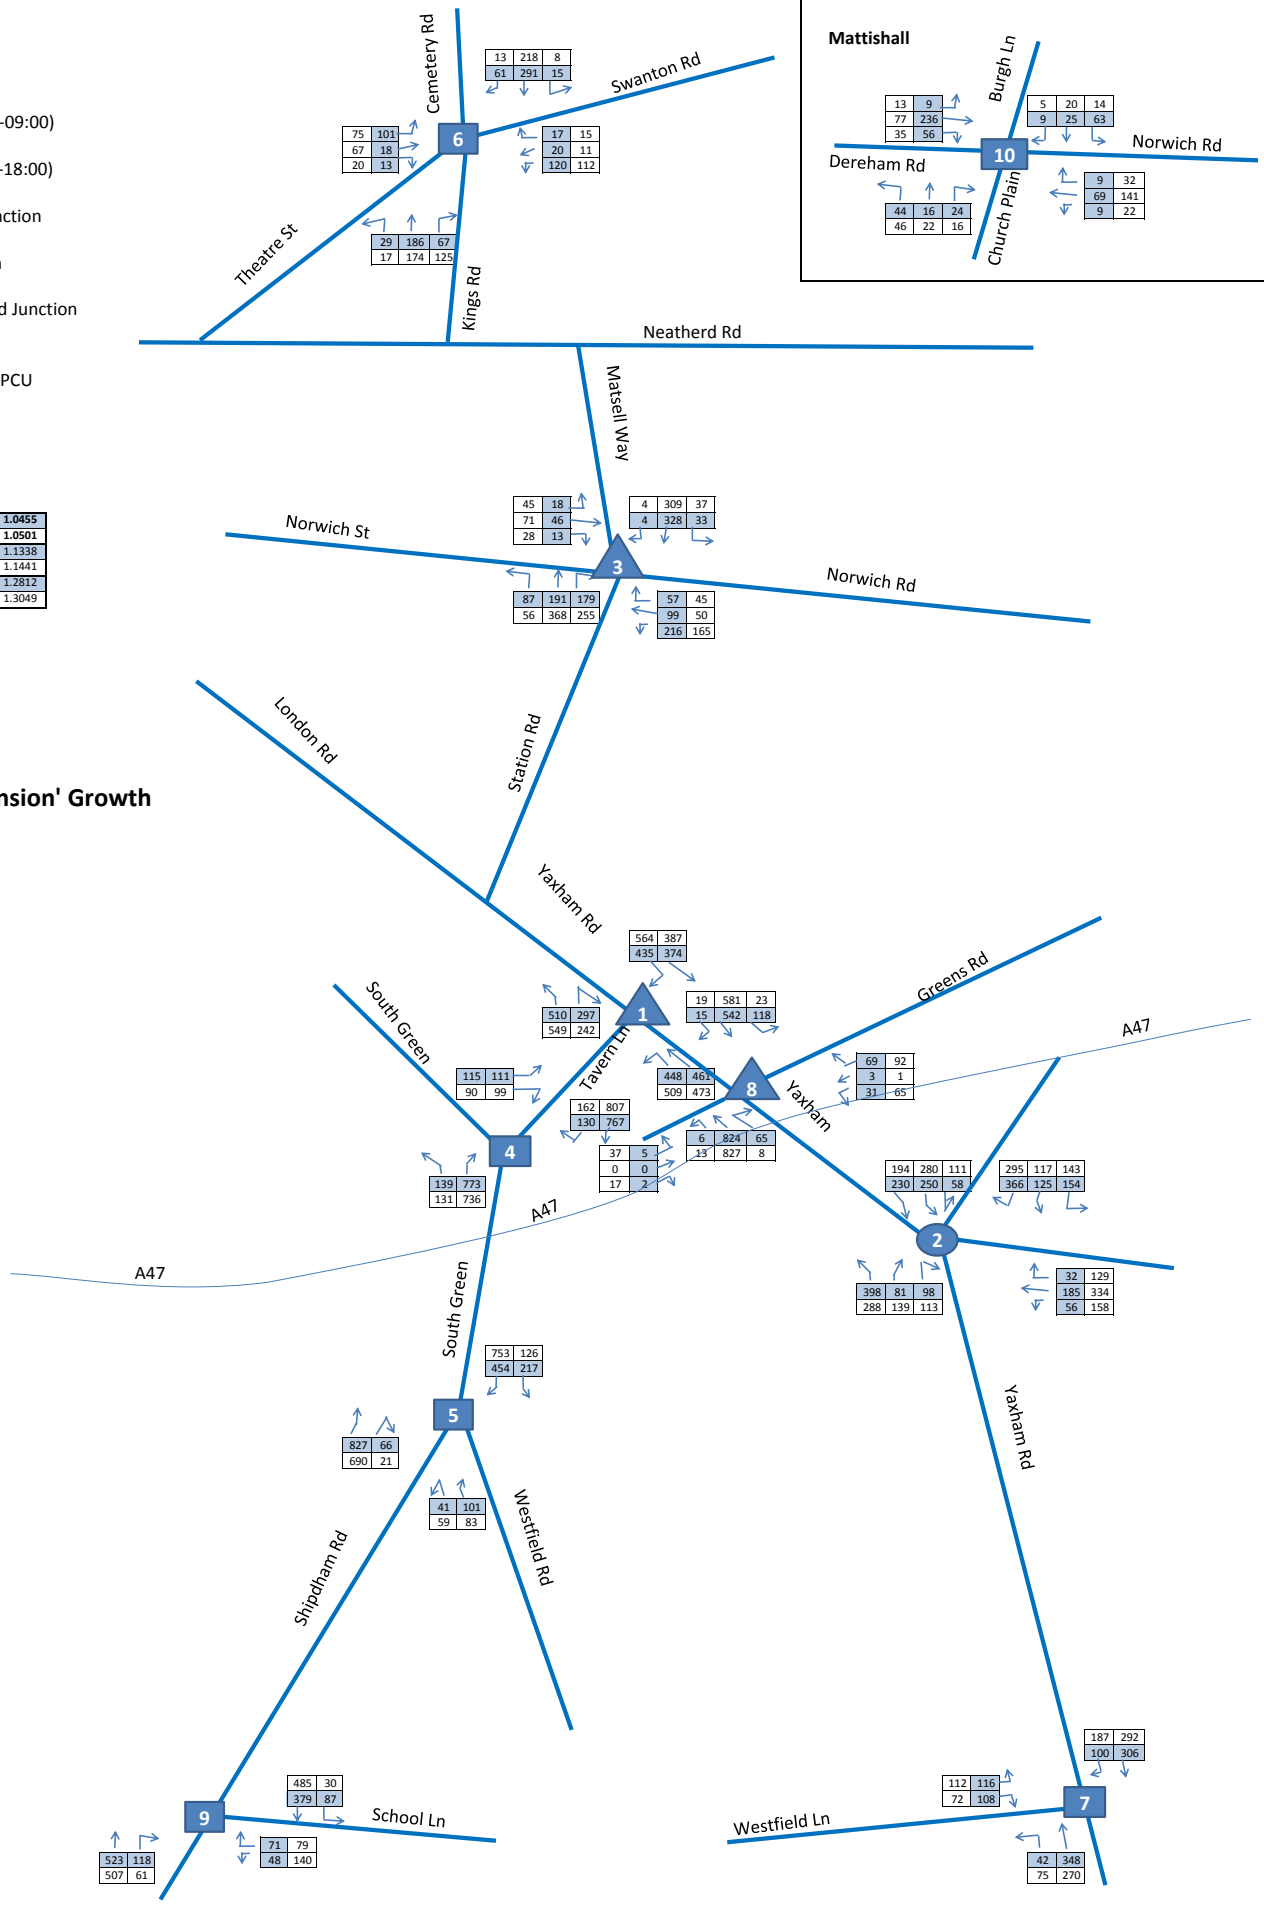 Cemetery Rd
13 218 8
61 291 15
Swanton Rd
-09:00)
75 101
67 18
20 13
6
17 15
20 11
120 112
-18:00)
nction
29 186 67
17 174 125
Theatre St
Kings Rd
d Junction
Neatherd Rd
PCU
Mattishall
Burgh Ln
13 9
77 236
35 56
5 20 14
9 25 63
10
Norwich Rd
Dereham Rd
44 16 24
46 22 16
Church Plain
9 32
69 141
9 22
Matsell Way
1.0455
1.0501
1.1338
1.1441
1.2812
1.3049
Norwich St
45 18
71 46
28 13
4 309 37
4 328 33
3
Norwich Rd
87 191 179
56 368 255
57 45
99 50
216 165
London Rd
Station Rd
nsion' Growth
Yaxham Rd
564 387
435 374
South Green
510 297
549 242
1
19 581 23
15 542 118
Greens Rd
A47
Tavern Ln
115 111
90 99
448 461
509 473
8
69 92
3 1
31 65
Yaxham
162 807
130 767
4
37 5
0 0
17 2
6 824 65
13 827 8
139 773
131 736
A47
A47
194 280 111
230 250 58
295 117 143
366 125 154
2
398 81 98
288 139 113
32 129
185 334
56 158
South Green
753 126
454 217
5
827 66
690 21
41 101
59 83
Westfield Rd
Shipdham Rd
Yaxham Rd
187 292
100 306
485 30
379 87
9
School Ln
523 118
507 61
71 79
48 140
112 116
72 108
7
Westfield Ln
42 348
75 270